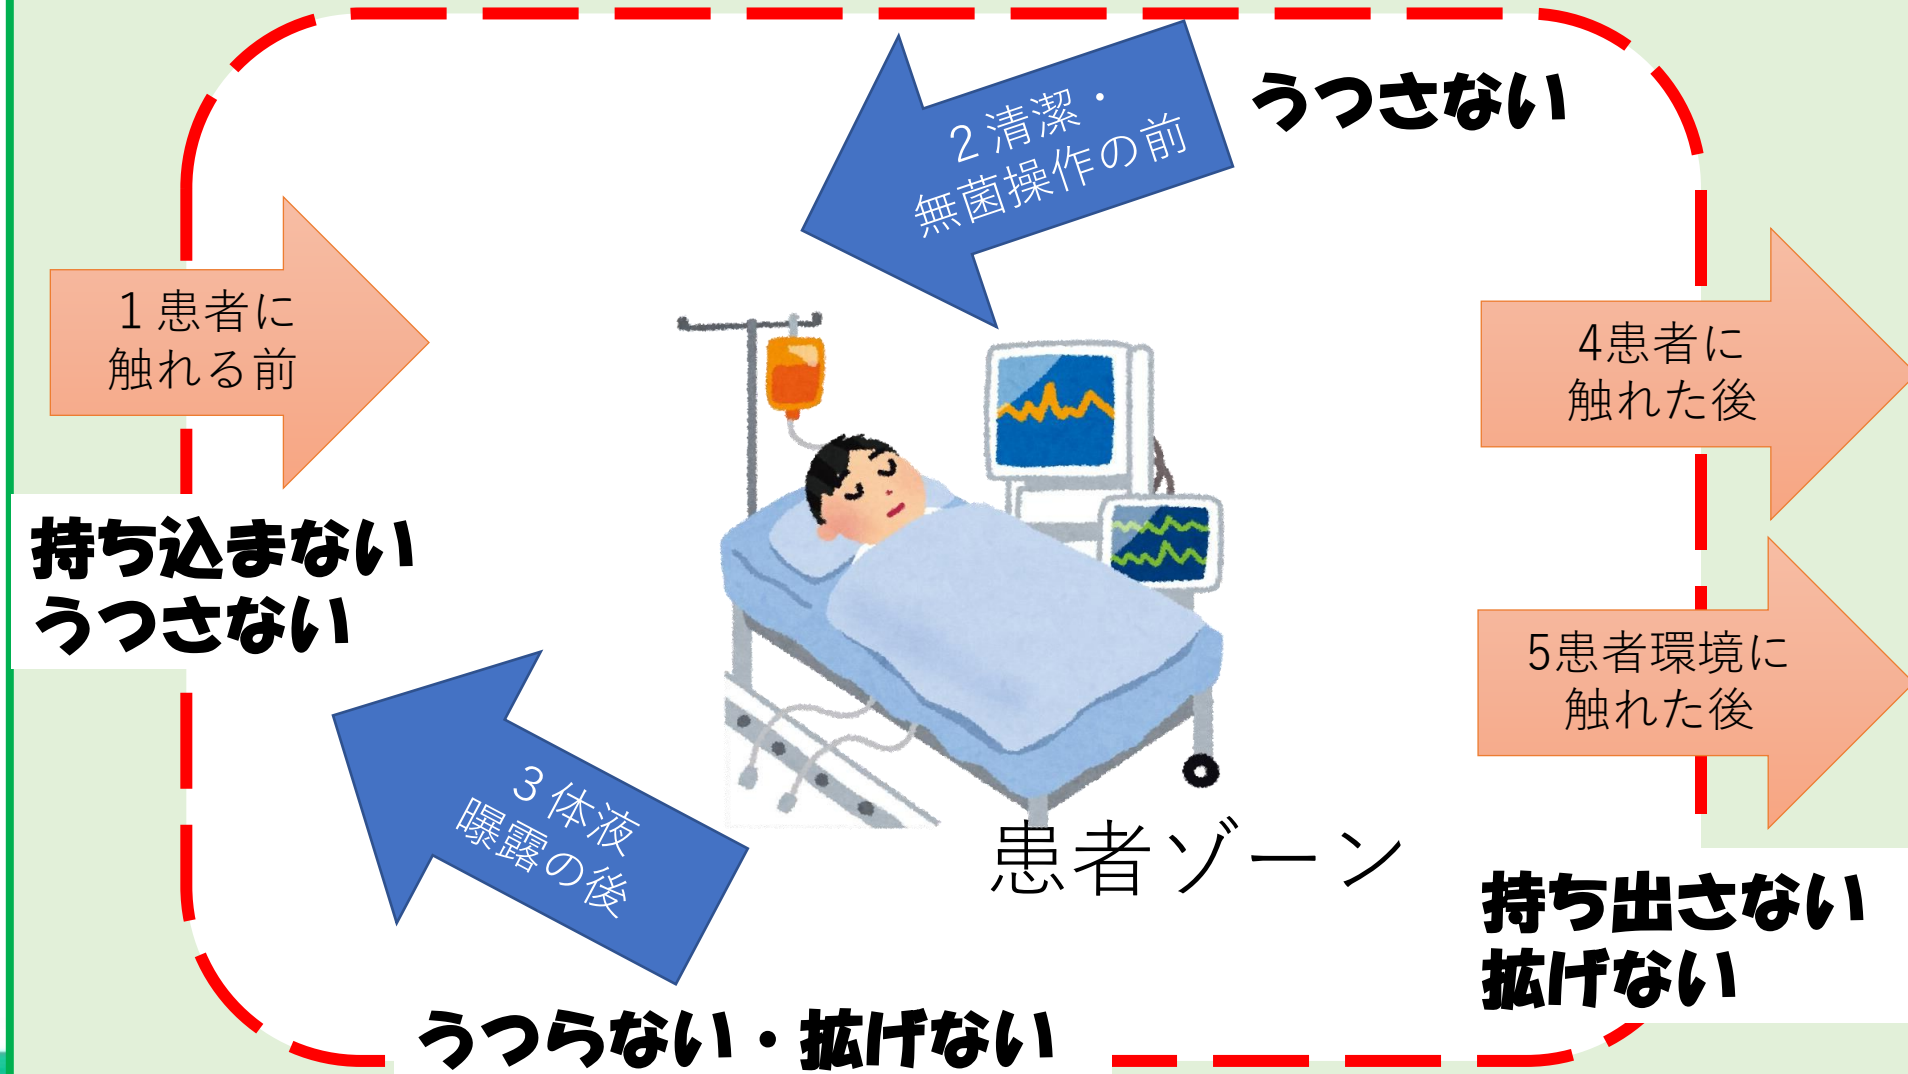 2清潔・
無菌操作の前
うつさない
1患者に
触れる前
持ち込まない
うつさない
4患者に
触れた後
5患者環境に
触れた後
3体液
曝露の後
患者ゾーン
持ち出さない
拡げない
うつらない・拡げない